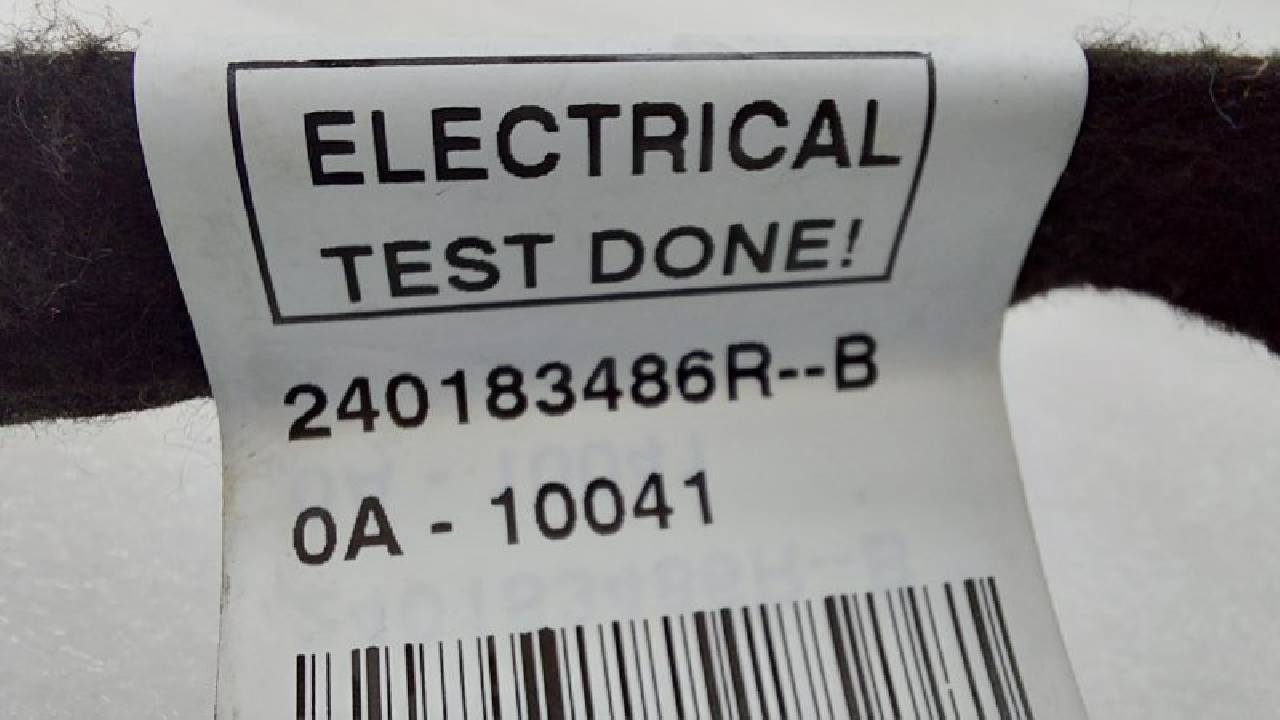 ELECTRICAL
TEST DONE!
240183486R--B
0A - 10041